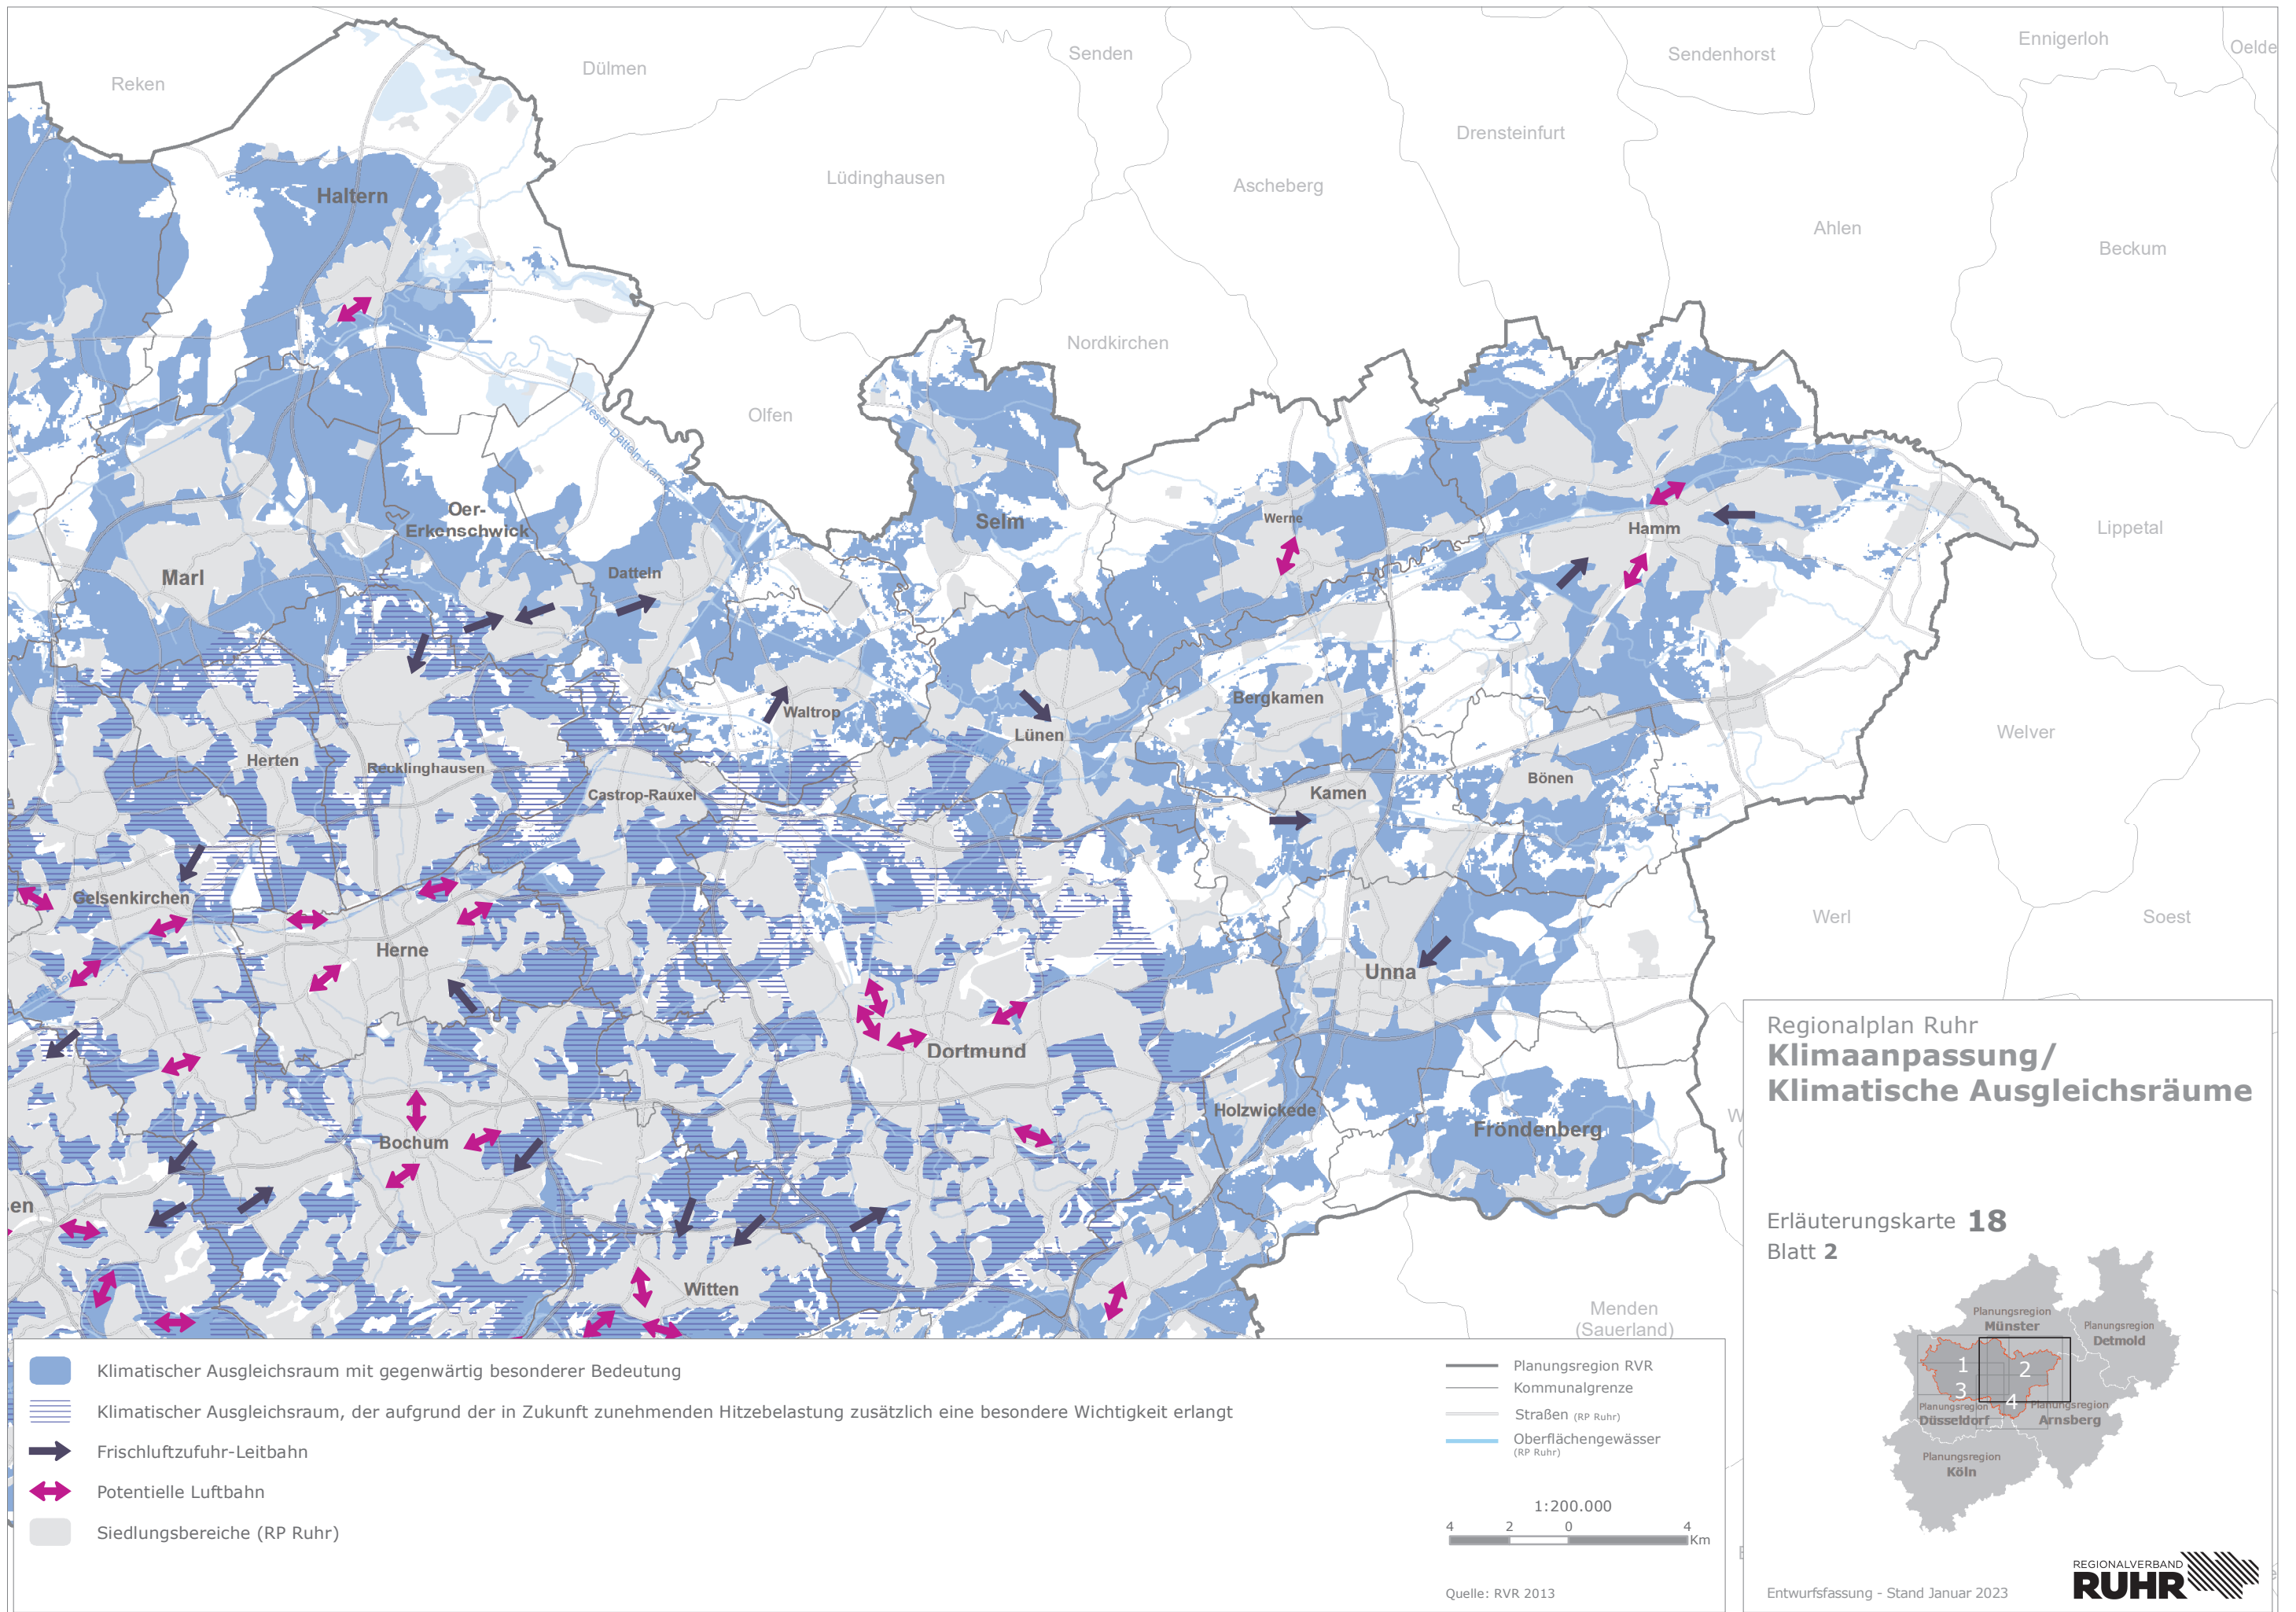 Reken
Dülmen
Senden
Sendenhorst
Ennigerloh
Oelde
Drensteinfurt
Lüdinghausen
Ascheberg
Haltern
Ahlen
Beckum
Nordkirchen
Olfen
Weser-Datteln-Kanal
Oer-
Erkenschwick
Selm
Werne
Hamm
Lippetal
Marl
Datteln
Bergkamen
Waltrop
Lünen
Welver
Herten
Recklinghausen
Castrop-Rauxel
Kamen
Bönen
Gelsenkirchen
Herne
Unna
Werl
Soest
Dortmund
Bochum
Holzwickede
Fröndenberg
en
Witten
Menden
(Sauerland)
Regionalplan Ruhr
Klimaanpassung/
Klimatische Ausgleichsräume
Erläuterungskarte 18
Blatt 2
Planungsregion
Münster
Planungsregion
Detmold
1
2
3
4
Planungsregion
Düsseldorf
Planungsregion
Arnsberg
Planungsregion
Köln
Entwurfsfassung - Stand Januar 2023
REGIONALVERBAND
RUHR
Klimatischer Ausgleichsraum mit gegenwärtig besonderer Bedeutung
Klimatischer Ausgleichsraum, der aufgrund der in Zukunft zunehmenden Hitzebelastung zusätzlich eine besondere Wichtigkeit erlangt
Frischluftzufuhr-Leitbahn
Potentielle Luftbahn
Siedlungsbereiche (RP Ruhr)
Planungsregion RVR
Kommunalgrenze
Straßen (RP Ruhr)
Oberflächengewässer
(RP Ruhr)
1:200.000
4 2 0 4
Km
Quelle: RVR 2013